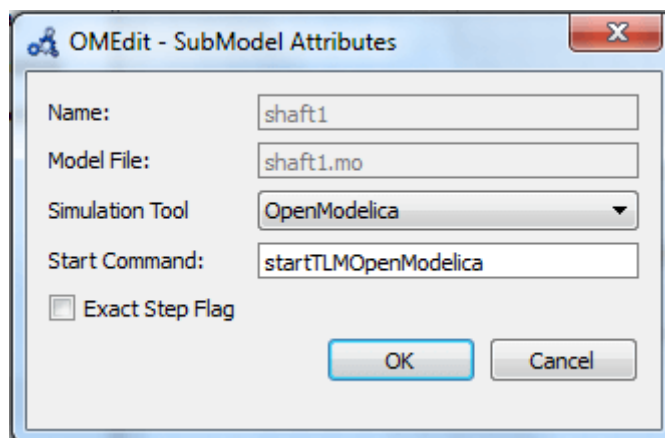 OMEdit - SubModel Attributes
Name: shaft1
Model File: shaft1.mo
Simulation Tool OpenModelica
Start Command: startTLMOpenModelica
Exact Step Flag
OK Cancel